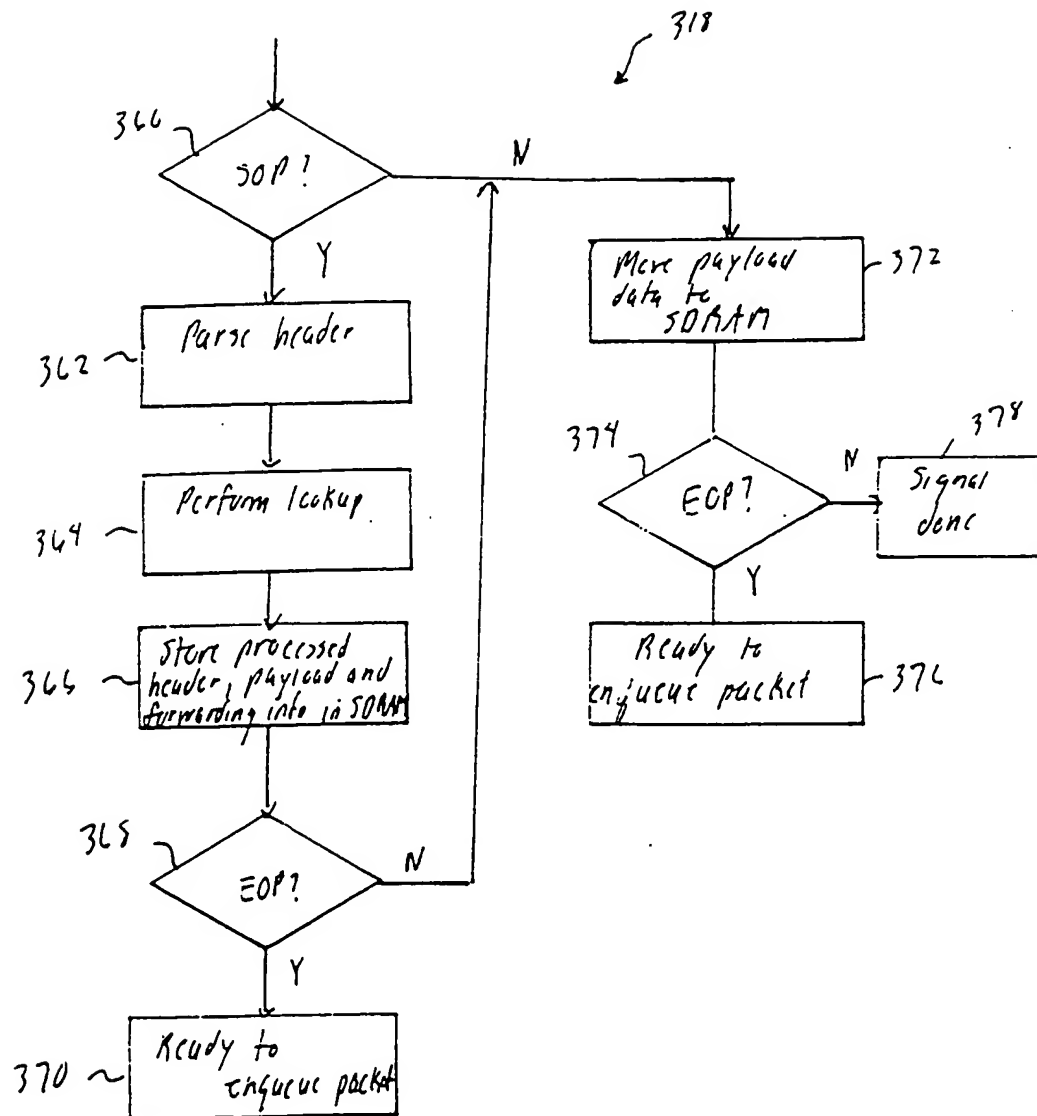 318
360
SOP?
N
Y
Move payload
data to
SDRAM
372
Parse header
362
374
EOP?
N
378
Signal
done
Perform lookup
364
Y
Store processed
header, payload and
forwarding info in SDRAM
366
Ready to
enqueue packet
376
368
EOP?
N
Y
Ready to
enqueue packet
370